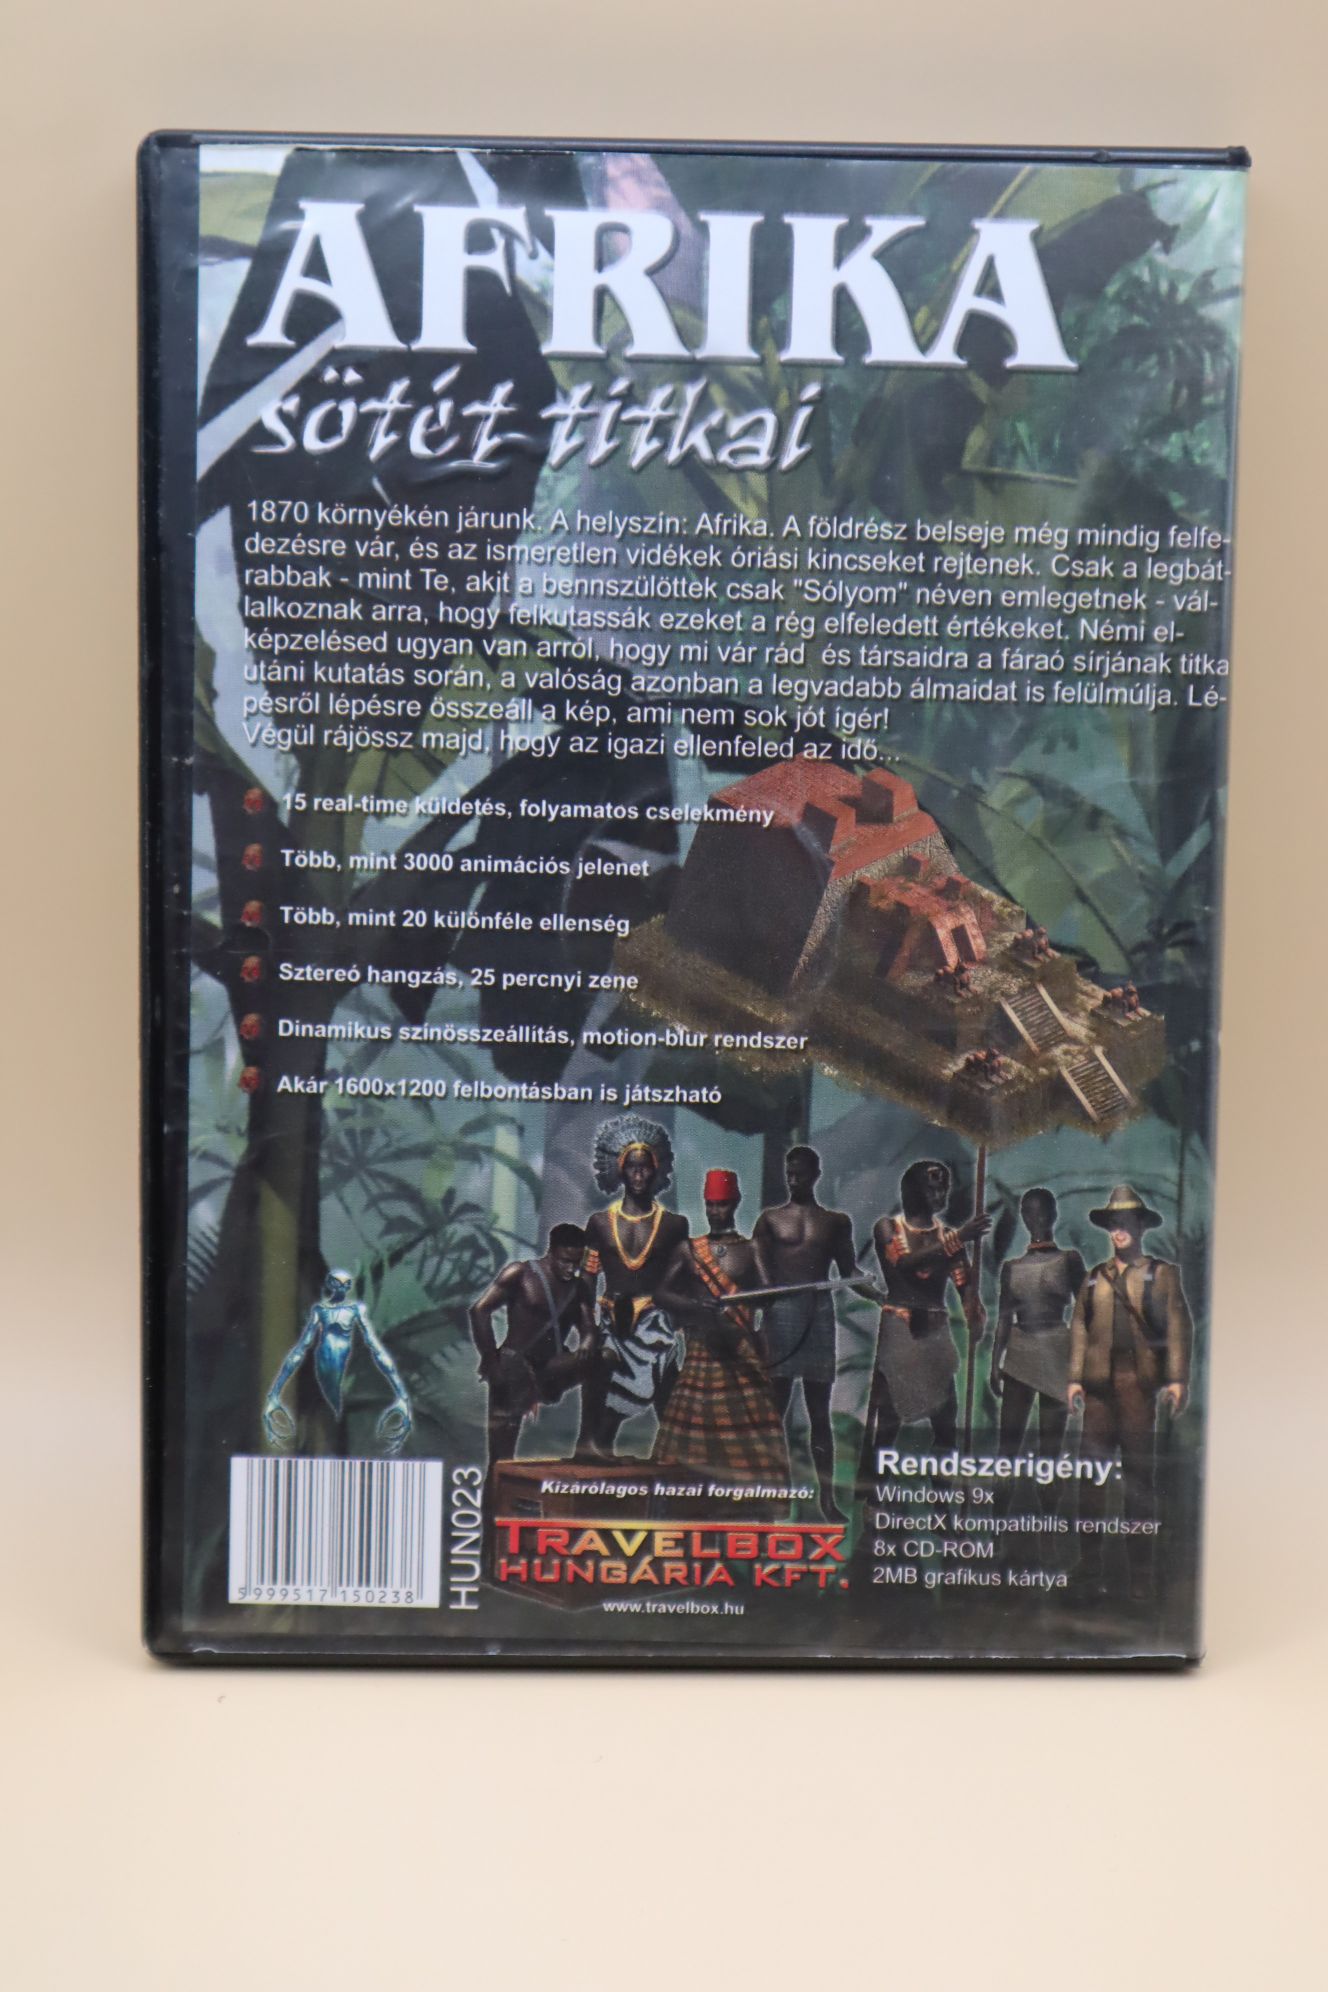 AFRIKA
sötét titkai
1870 környékén járunk. A helyszín: Afrika. A földrész belseje még mindig felfe-
dezésre vár, és az ismeretlen vidékek óriási kincseket rejtenek. Csak a legbát-
rabbak - mint Te, akit a bennszülöttek csak "Sólyom" néven emlegetnek - vál-
lalkoznak arra, hogy felkutassák ezeket a rég elfeledett értékeket. Némi el-
képzelésed ugyan van arról, hogy mi vár rád és társaidra a fáraó sírjának titka
utáni kutatás során, a valóság azonban a legvadabb álmaidat is felülmúlja. Lé-
pésről lépésre összeáll a kép, ami nem sok jót ígér!
Végül rájössz majd, hogy az igazi ellenfeled az idő...
15 real-time küldetés, folyamatos cselekmény
Több, mint 3000 animációs jelenet
Több, mint 20 különféle ellenség
Sztereó hangzás, 25 percnyi zene
Dinamikus színösszeállítás, motion-blur rendszer
Akár 1600x1200 felbontásban is játszható
5 999517 150238
HUN023
Kizárólagos hazai forgalmazó:
TRAVELBOX
HUNGÁRIA KFT.
www.travelbox.hu
Rendszerigény:
Windows 9x
DirectX kompatibilis rendszer
8x CD-ROM
2MB grafikus kártya